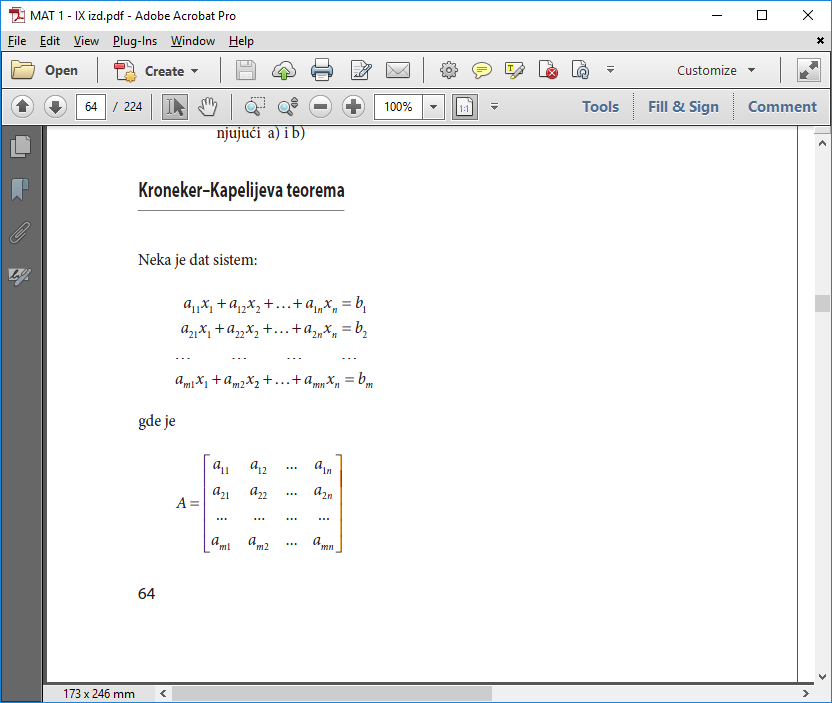 MAT 1 - IX izd.pdf - Adobe Acrobat Pro
File Edit View Plug-Ins Window Help
Open Create Customize
64 / 224 100% Tools Fill & Sign Comment
njujući a) i b)
Kroneker–Kapelijeva teorema
Neka je dat sistem:
a₁₁x₁ + a₁₂x₂ + … + a₁ₙxₙ = b₁
a₂₁x₁ + a₂₂x₂ + … + a₂ₙxₙ = b₂
… … … …
aₘ₁x₁ + aₘ₂x₂ + … + aₘₙxₙ = bₘ
gde je
a₁₁ a₁₂ ... a₁ₙ
a₂₁ a₂₂ ... a₂ₙ
A =
... ... ... ...
aₘ₁ aₘ₂ ... aₘₙ
64
173 x 246 mm